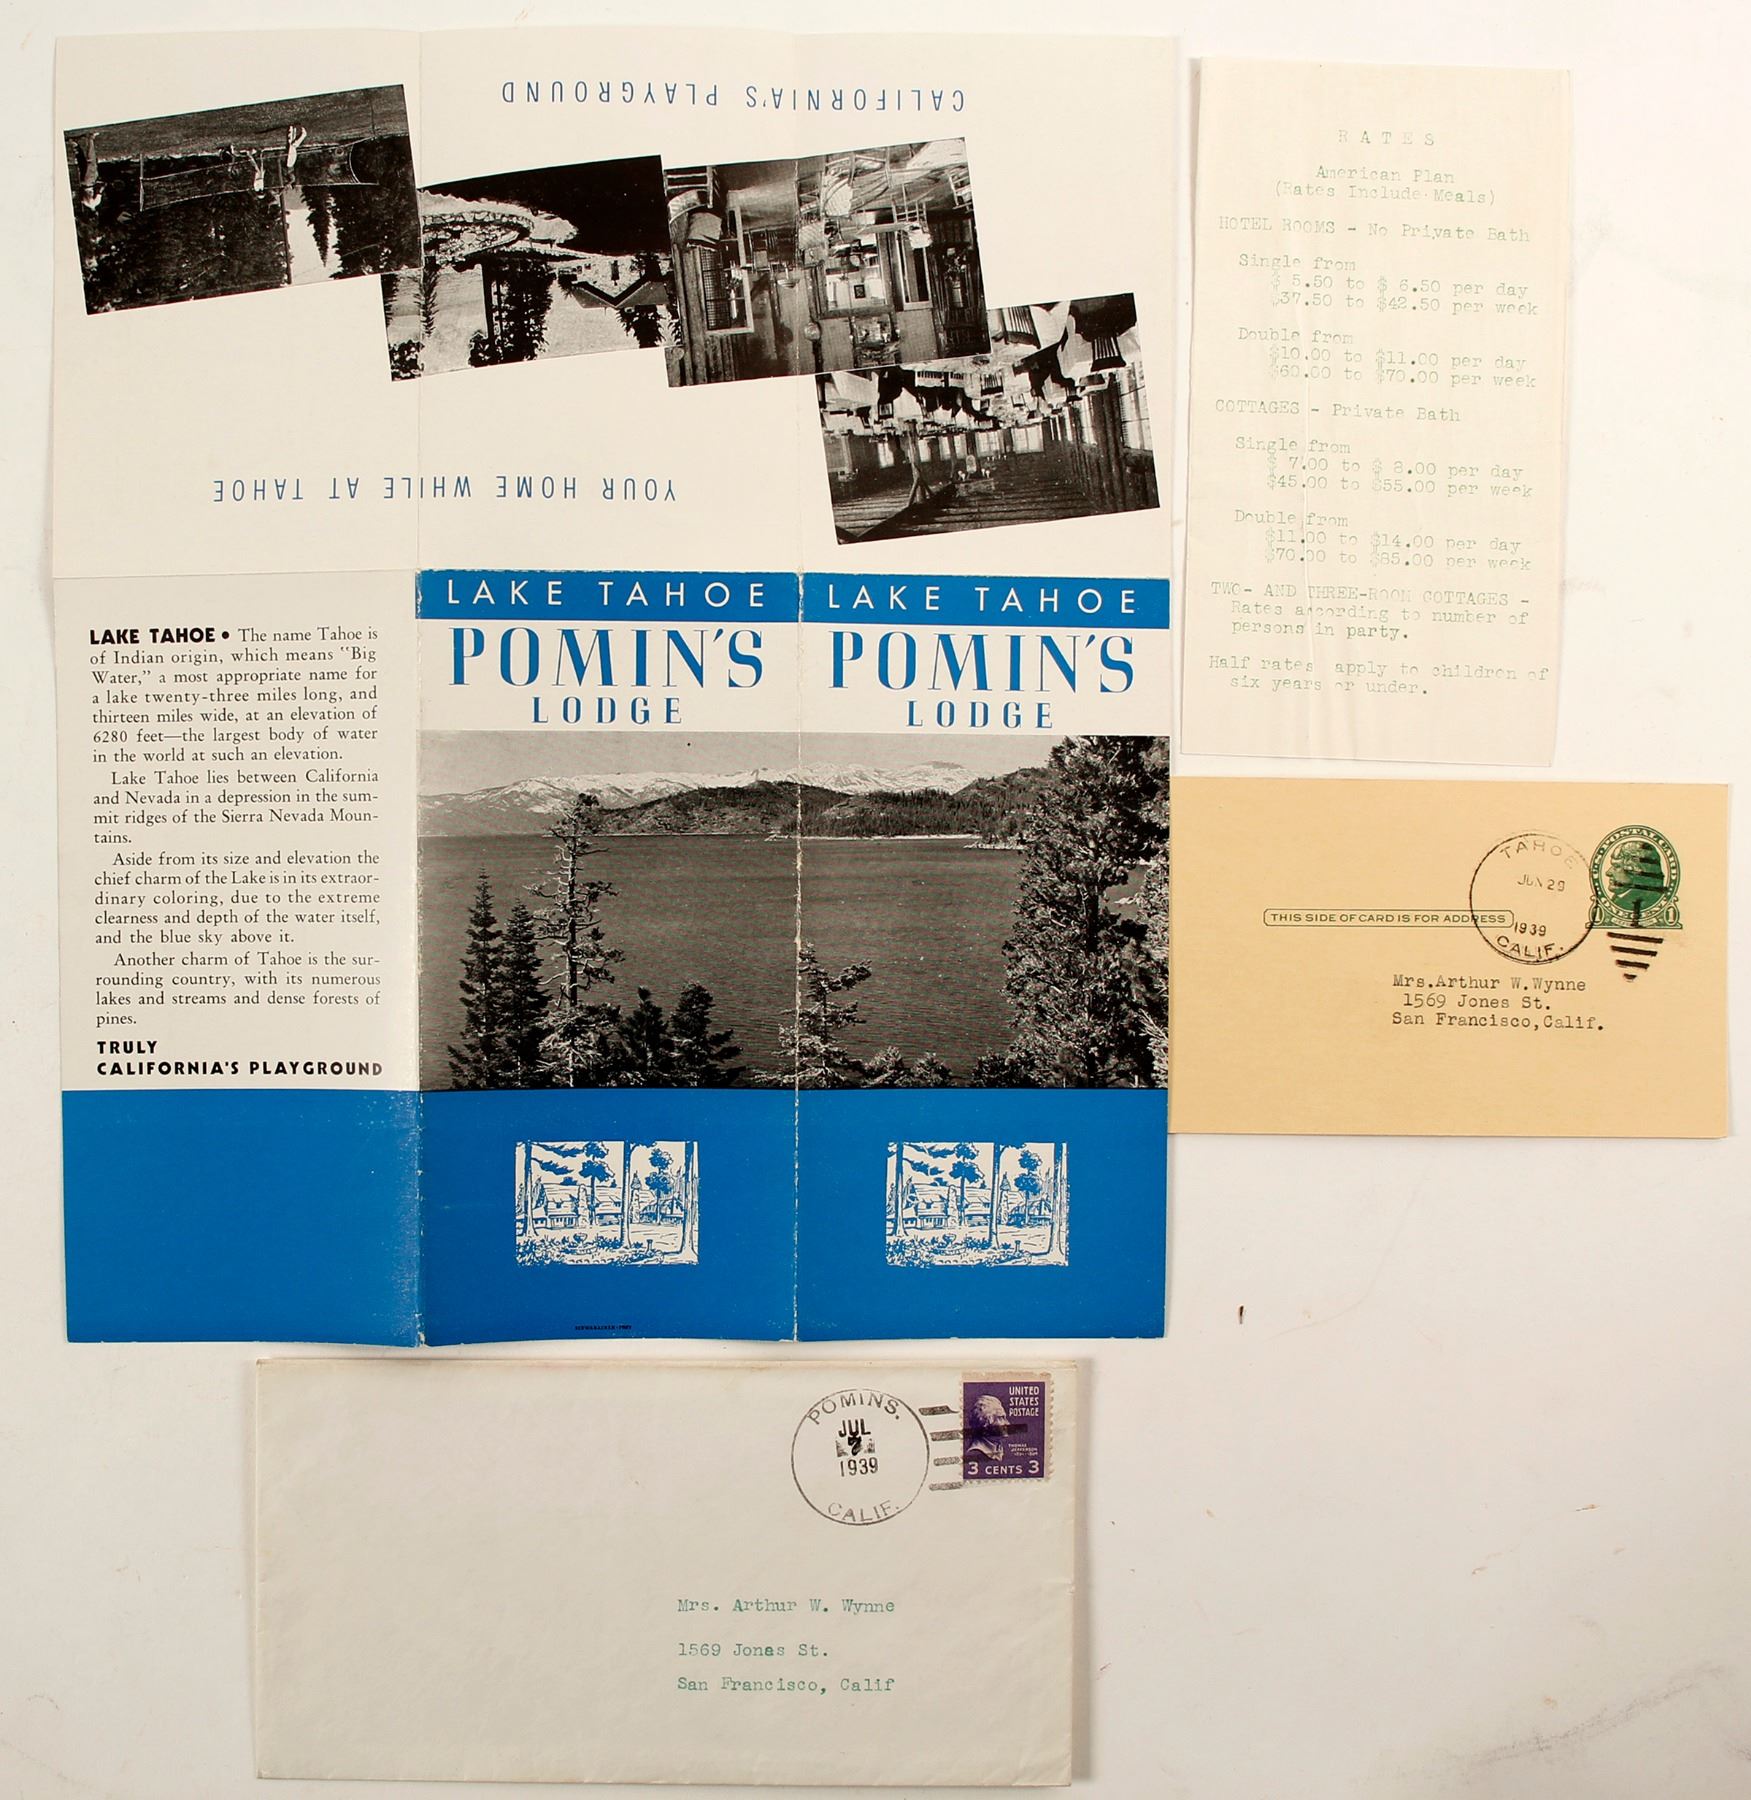 CALIFORNIA'S PLAYGROUND
YOUR HOME WHILE AT TAHOE
LAKE TAHOE • The name Tahoe is
of Indian origin, which means "Big
Water," a most appropriate name for
a lake twenty-three miles long, and
thirteen miles wide, at an elevation of
6280 feet—the largest body of water
in the world at such an elevation.
Lake Tahoe lies between California
and Nevada in a depression in the sum-
mit ridges of the Sierra Nevada Moun-
tains.
Aside from its size and elevation the
chief charm of the Lake is in its extraor-
dinary coloring, due to the extreme
clearness and depth of the water itself,
and the blue sky above it.
Another charm of Tahoe is the sur-
rounding country, with its numerous
lakes and streams and dense forests of
pines.
TRULY
CALIFORNIA'S PLAYGROUND
LAKE TAHOE
POMIN'S
LODGE
LAKE TAHOE
POMIN'S
LODGE
RATES
American Plan
(Rates Include Meals)
HOTEL ROOMS - No Private Bath
Single from
$ 5.50 to $ 6.50 per day
$37.50 to $42.50 per week
Double from
$10.00 to $11.00 per day
$60.00 to $70.00 per week
COTTAGES - Private Bath
Single from
$ 7.00 to $ 8.00 per day
$45.00 to $55.00 per week
Double from
$11.00 to $14.00 per day
$70.00 to $85.00 per week
TWO- AND THREE-ROOM COTTAGES -
Rates according to number of
persons in party.
Half rates apply to children of
six years or under.
TAHOE
JUN 29
1939
CALIF.
THIS SIDE OF CARD IS FOR ADDRESS
U.S. POSTAL CARD
1 1
Mrs.Arthur W.Wynne
1569 Jones St.
San Francisco,Calif.
POMINS.
JUL
7
1939
CALIF.
UNITED
STATES
POSTAGE
THOMAS
JEFFERSON
3 CENTS 3
Mrs. Arthur W. Wynne
1569 Jones St.
San Francisco, Calif